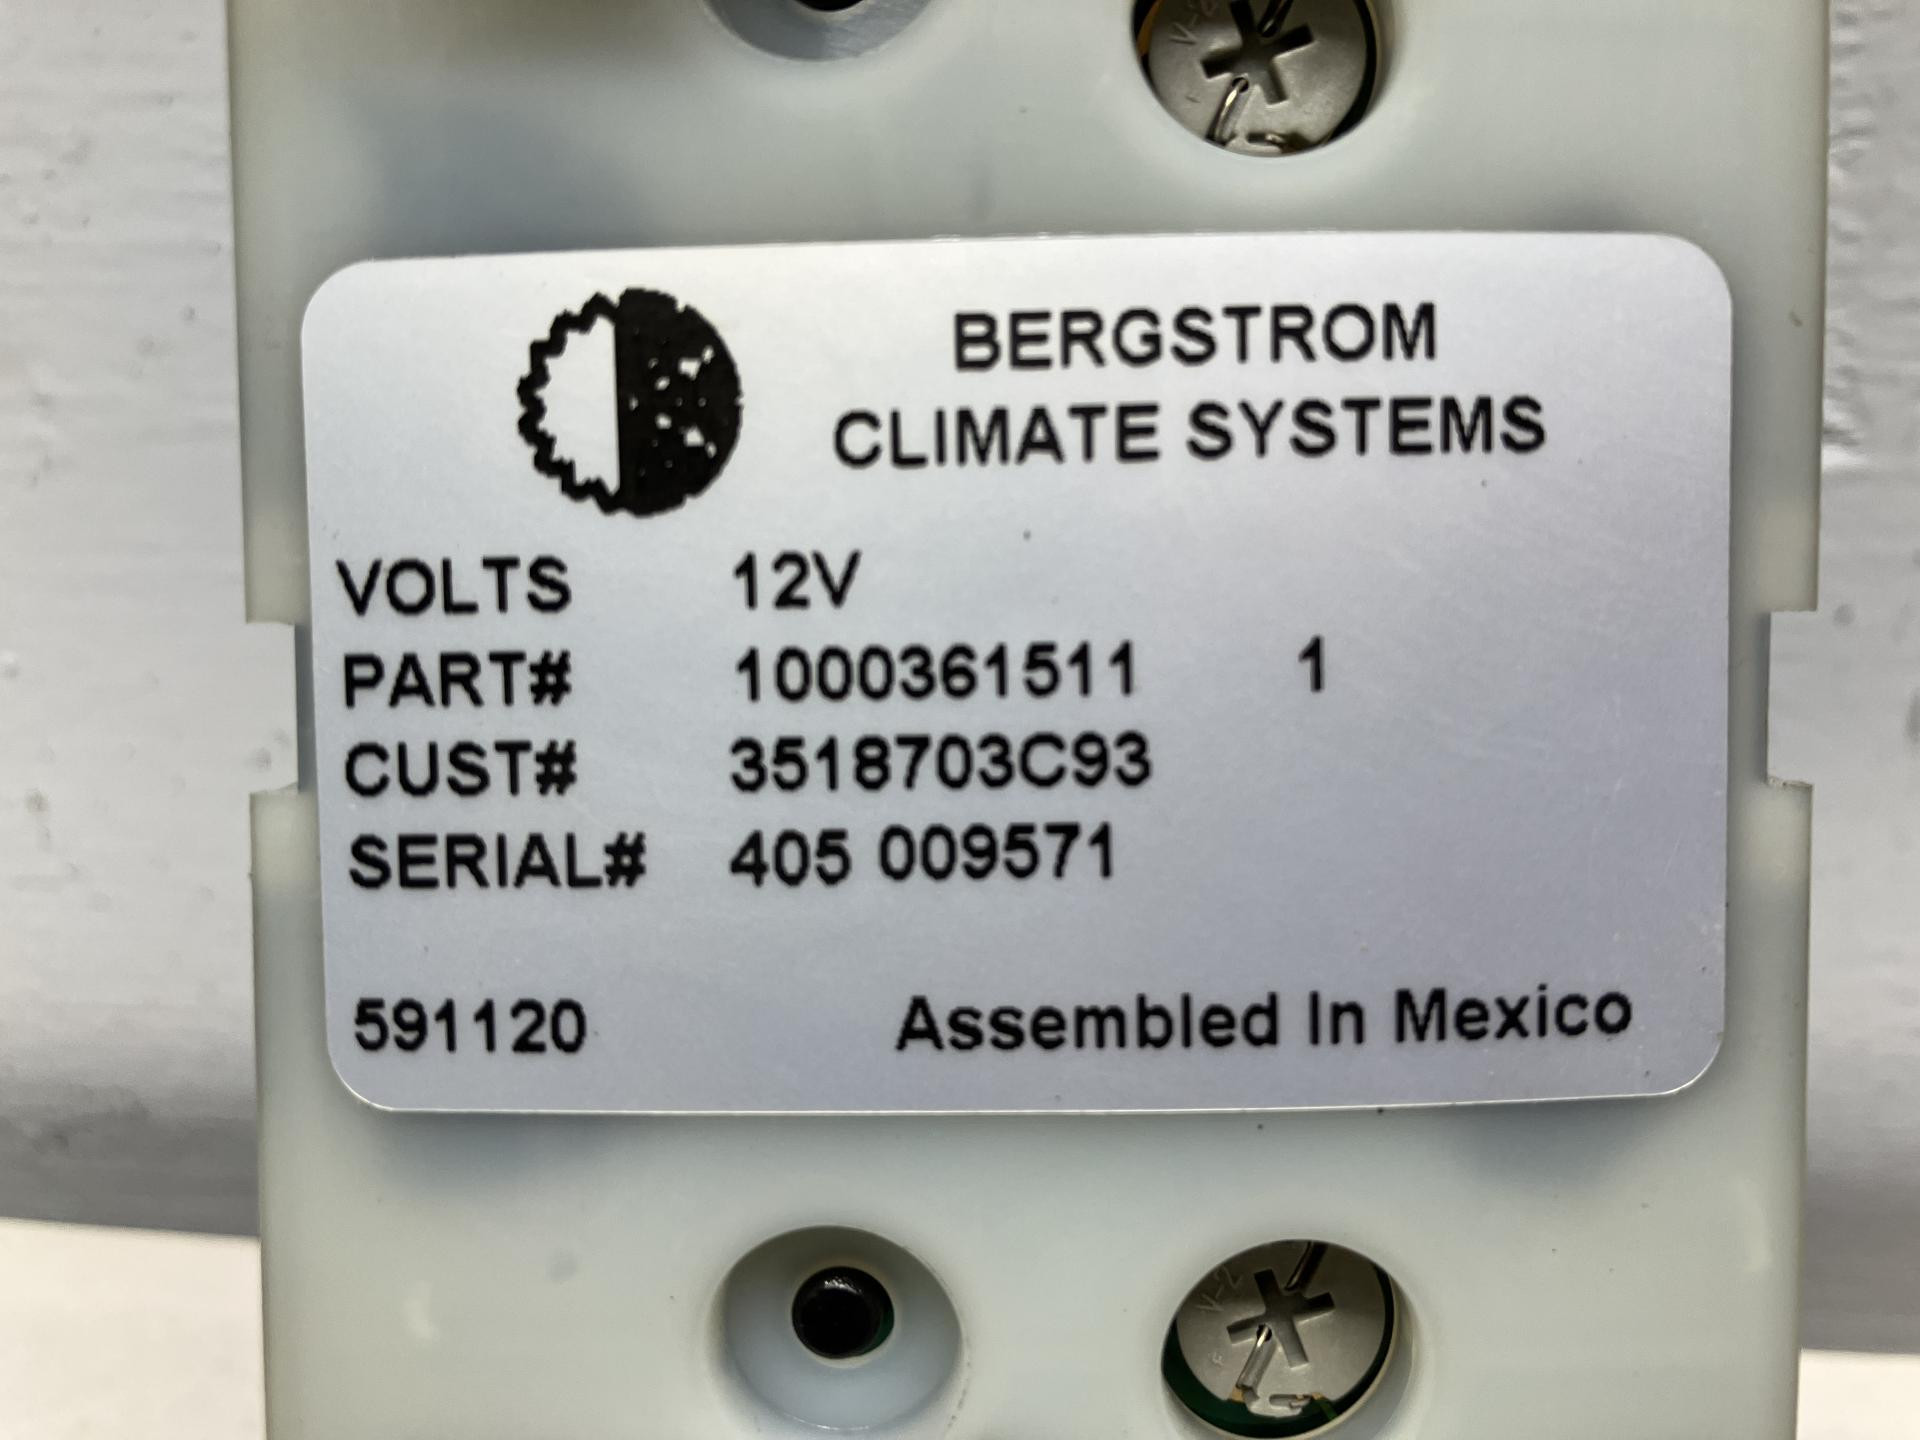 BERGSTROM
CLIMATE SYSTEMS
VOLTS 12V
PART# 1000361511 1
CUST# 3518703C93
SERIAL# 405 009571
591120 Assembled In Mexico